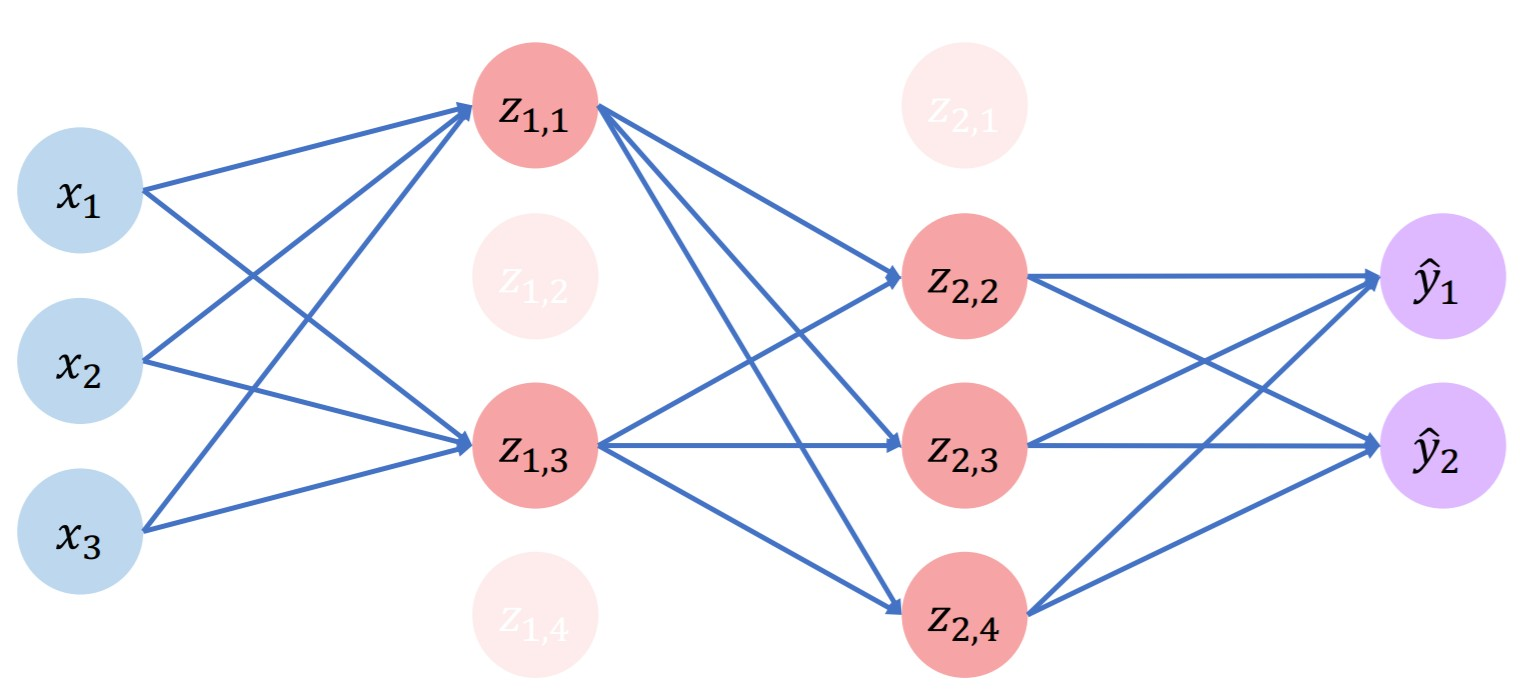 x₁
x₂
x₃
z₁,₁
z₁,₂
z₁,₃
z₁,₄
z₂,₁
z₂,₂
z₂,₃
z₂,₄
ŷ₁
ŷ₂